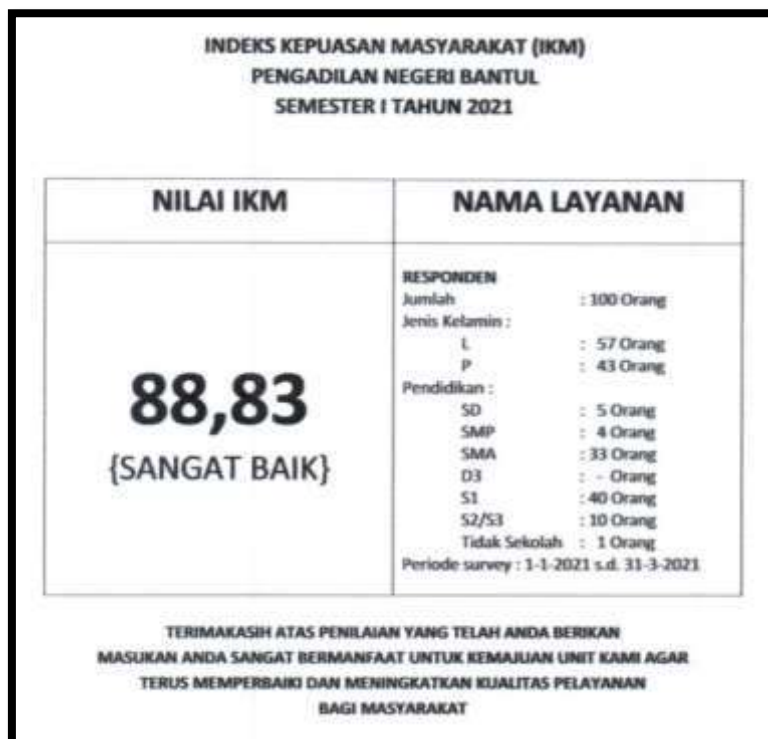 INDEKS KEPUASAN MASYARAKAT (IKM)
PENGADILAN NEGERI BANTUL
SEMESTER I TAHUN 2021
NILAI IKM
NAMA LAYANAN
88,83
{SANGAT BAIK}
RESPONDEN
Jumlah : 100 Orang
Jenis Kelamin :
L : 57 Orang
P : 43 Orang
Pendidikan :
SD : 5 Orang
SMP : 4 Orang
SMA : 33 Orang
D3 : - Orang
S1 : 40 Orang
S2/S3 : 10 Orang
Tidak Sekolah : 1 Orang
Periode survey : 1-1-2021 s.d. 31-3-2021
TERIMAKASIH ATAS PENILAIAN YANG TELAH ANDA BERIKAN
MASUKAN ANDA SANGAT BERMANFAAT UNTUK KEMAJUAN UNIT KAMI AGAR
TERUS MEMPERBAIKI DAN MENINGKATKAN KUALITAS PELAYANAN
BAGI MASYARAKAT